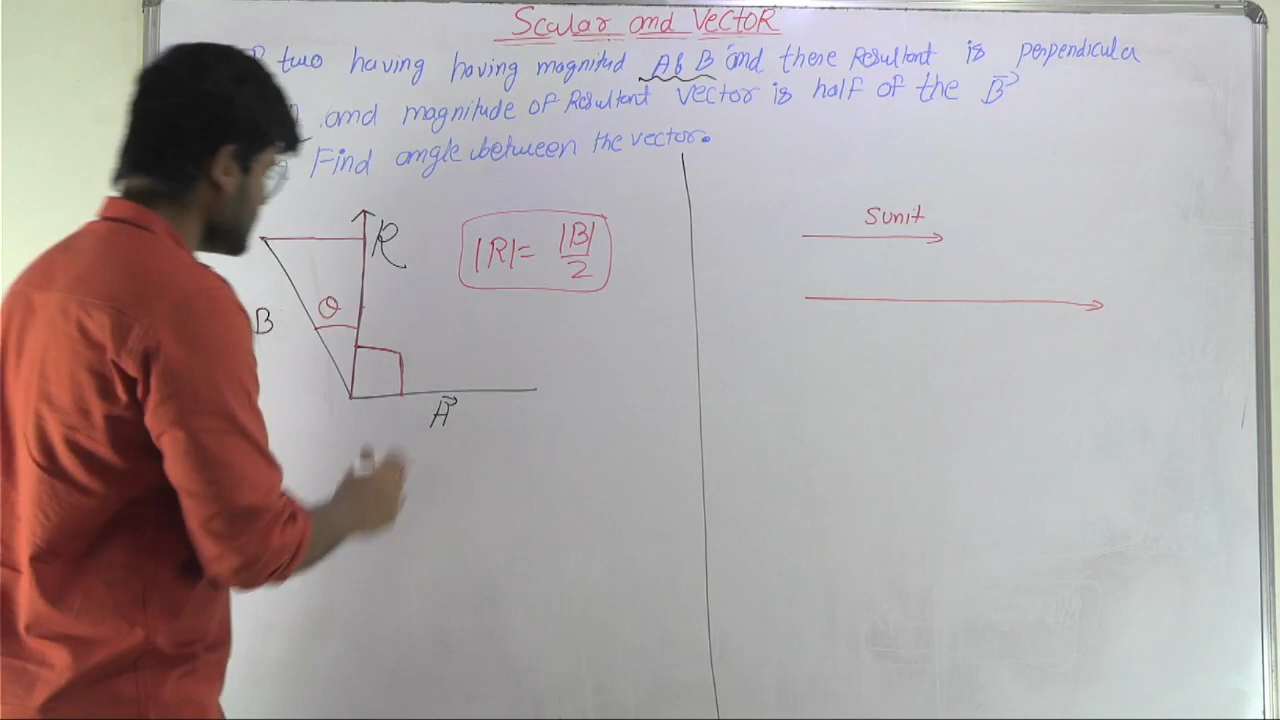 Scalar and VectoR
two having having magnitud A & B and there Resultant is perpendicula
and magnitude of Resultant vector is half of the B
Find angle between the vector.
R
|R| = |B|/2
5unit
θ
B
A